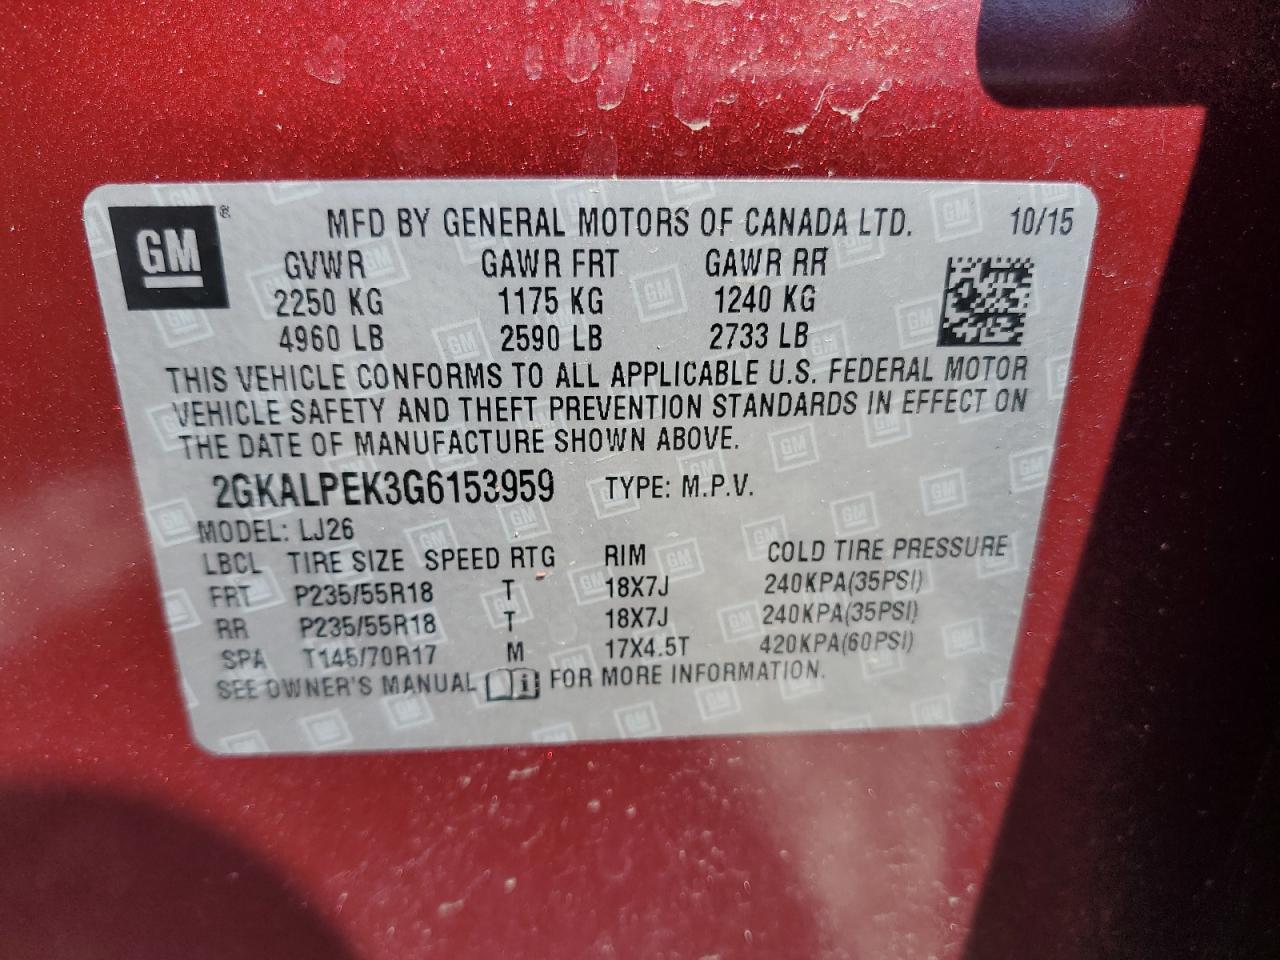 GM ® MFD BY GENERAL MOTORS OF CANADA LTD. 10/15
GVWR GAWR FRT GAWR RR
2250 KG 1175 KG 1240 KG
4960 LB 2590 LB 2733 LB
THIS VEHICLE CONFORMS TO ALL APPLICABLE U.S. FEDERAL MOTOR
VEHICLE SAFETY AND THEFT PREVENTION STANDARDS IN EFFECT ON
THE DATE OF MANUFACTURE SHOWN ABOVE.
2GKALPEK3G6153959 TYPE: M.P.V.
MODEL: LJ26
LBCL TIRE SIZE SPEED RTG RIM COLD TIRE PRESSURE
FRT P235/55R18 T 18X7J 240KPA(35PSI)
RR P235/55R18 T 18X7J 240KPA(35PSI)
SPA T145/70R17 M 17X4.5T 420KPA(60PSI)
SEE OWNER'S MANUAL i FOR MORE INFORMATION.